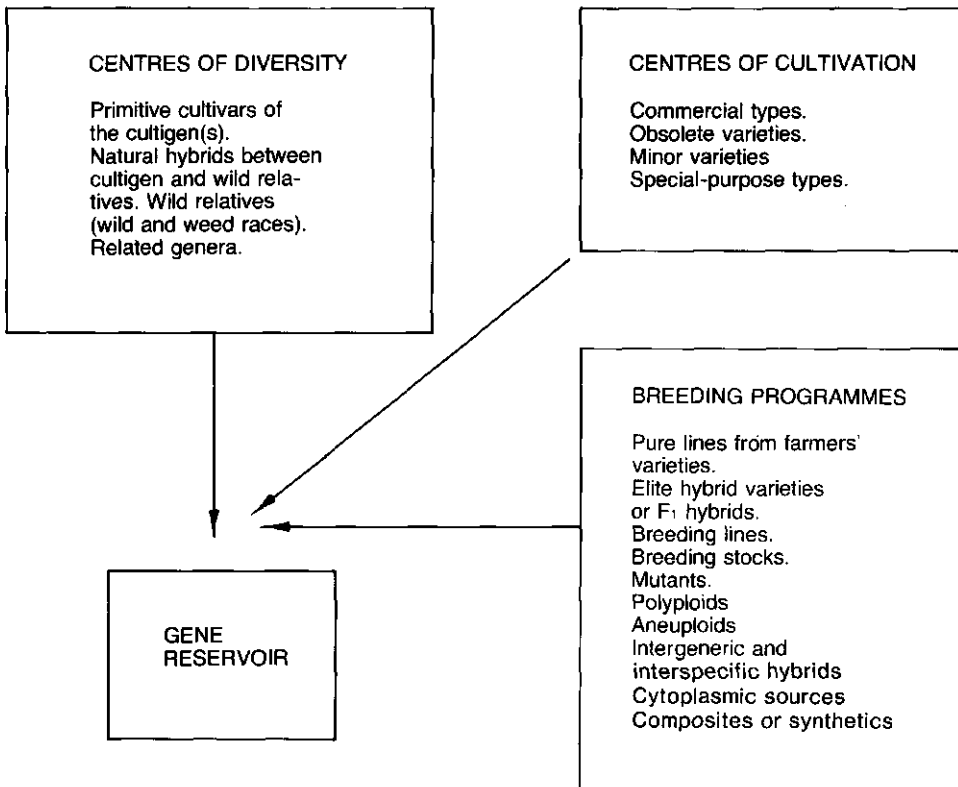 CENTRES OF DIVERSITY
Primitive cultivars of
the cultigen(s).
Natural hybrids between
cultigen and wild rela-
tives. Wild relatives
(wild and weed races).
Related genera.
CENTRES OF CULTIVATION
Commercial types.
Obsolete varieties.
Minor varieties
Special-purpose types.
BREEDING PROGRAMMES
Pure lines from farmers'
varieties.
Elite hybrid varieties
or F₁ hybrids.
Breeding lines.
Breeding stocks.
Mutants.
Polyploids
Aneuploids
Intergeneric and
interspecific hybrids
Cytoplasmic sources
Composites or synthetics
GENE
RESERVOIR